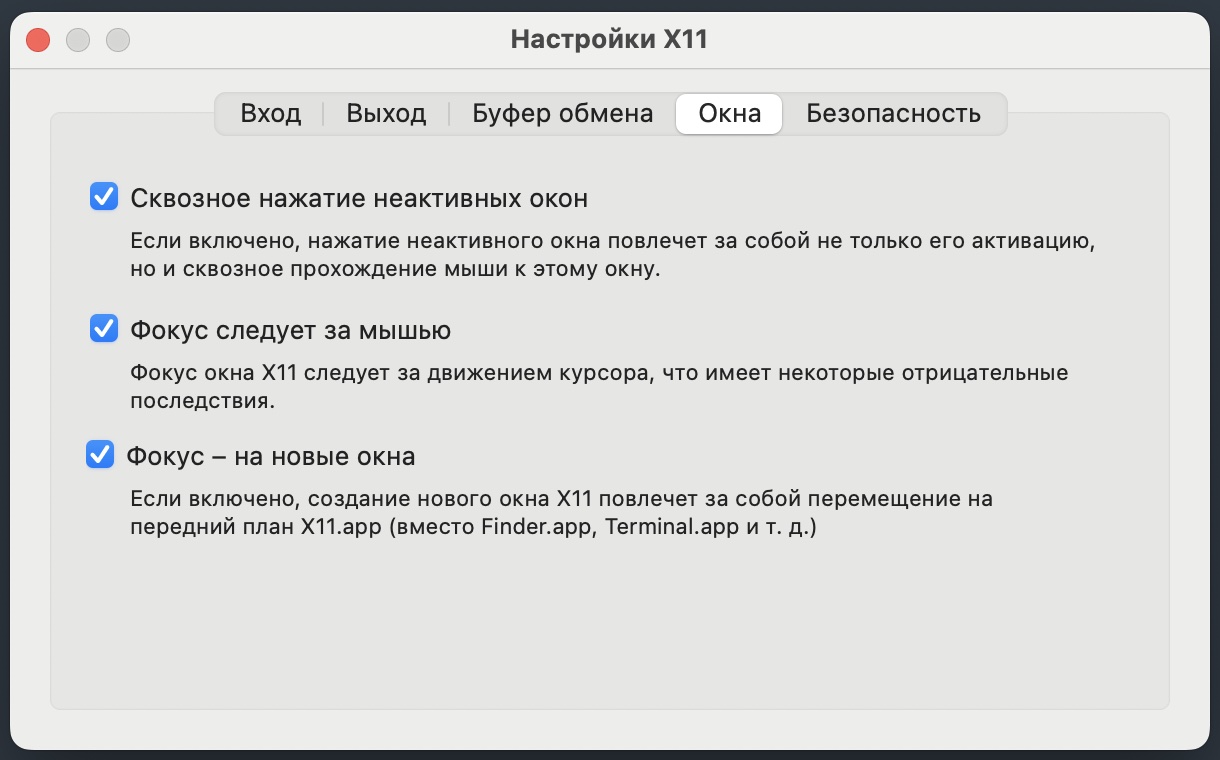 Настройки X11
Вход
Выход
Буфер обмена
Окна
Безопасность
Сквозное нажатие неактивных окон
Если включено, нажатие неактивного окна повлечет за собой не только его активацию,
но и сквозное прохождение мыши к этому окну.
Фокус следует за мышью
Фокус окна X11 следует за движением курсора, что имеет некоторые отрицательные
последствия.
Фокус – на новые окна
Если включено, создание нового окна X11 повлечет за собой перемещение на
передний план X11.app (вместо Finder.app, Terminal.app и т. д.)